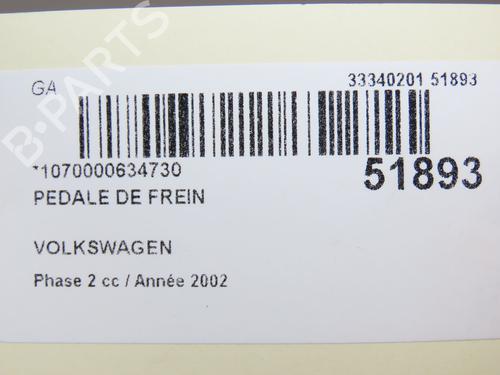 B-PARTS
GA
33340201 51893
*1070000634730
51893
PEDALE DE FREIN
VOLKSWAGEN
Phase 2 cc / Année 2002